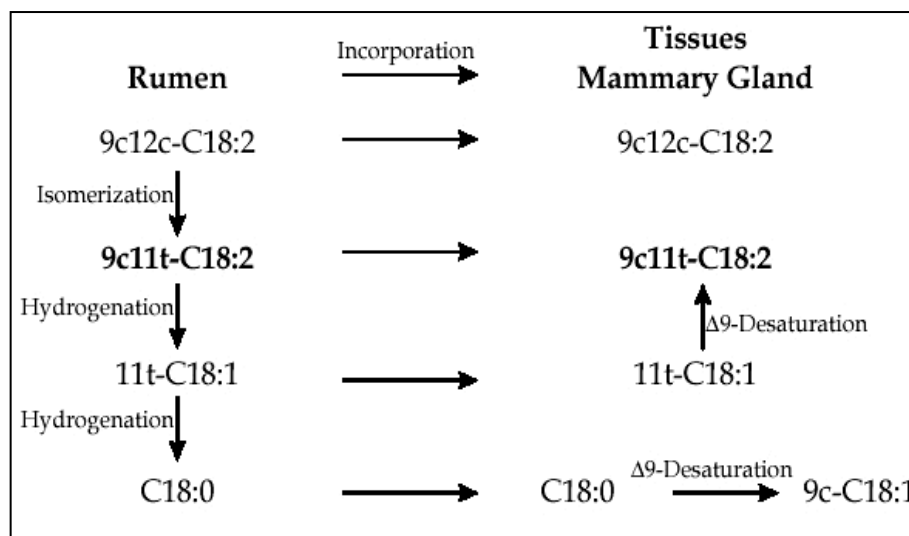 Incorporation
Tissues
Rumen
Mammary Gland
9c12c-C18:2
9c12c-C18:2
Isomerization
9c11t-C18:2
9c11t-C18:2
Hydrogenation
Δ9-Desaturation
11t-C18:1
11t-C18:1
Hydrogenation
Δ9-Desaturation
C18:0
C18:0
9c-C18:1